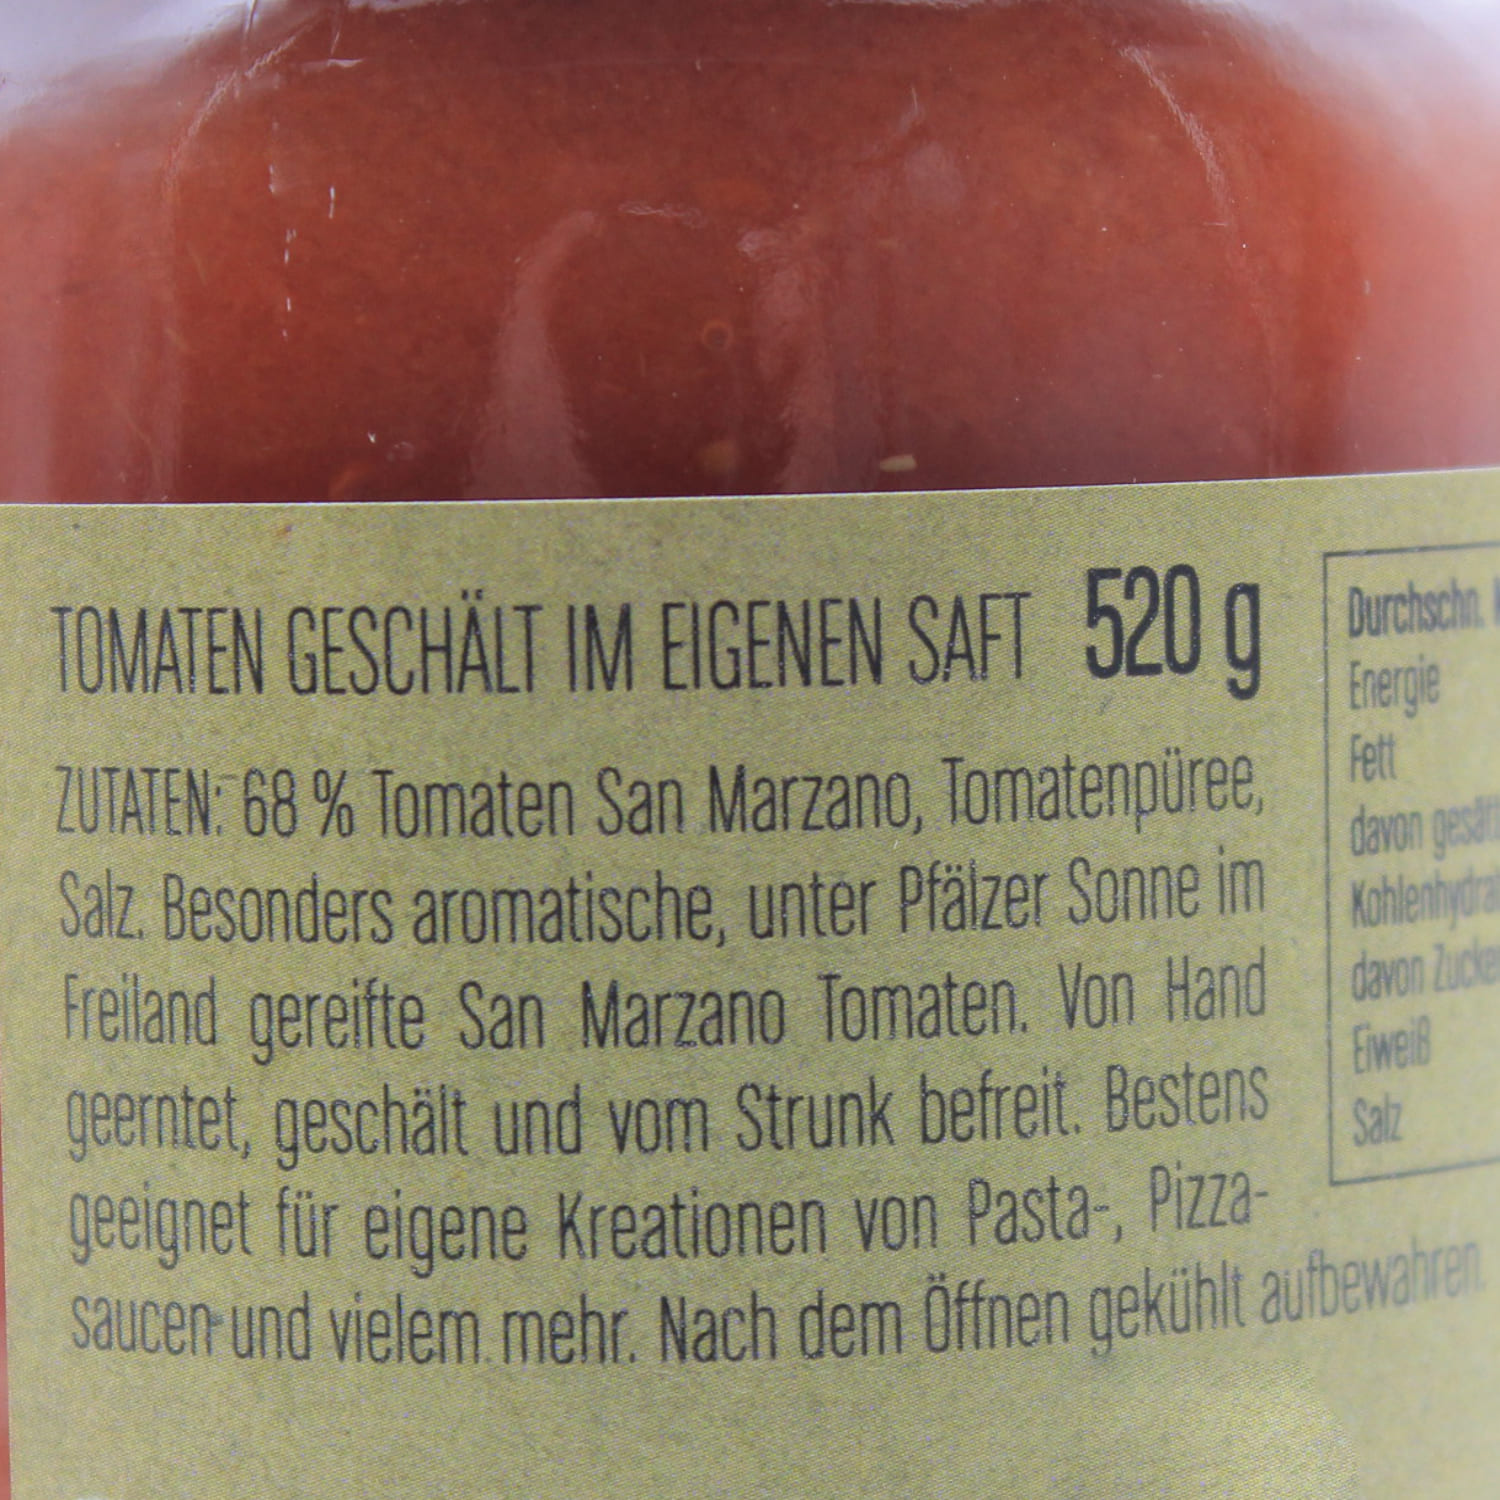 TOMATEN GESCHÄLT IM EIGENEN SAFT 520 g
ZUTATEN: 68 % Tomaten San Marzano, Tomatenpüree,
Salz. Besonders aromatische, unter Pfälzer Sonne im
Freiland gereifte San Marzano Tomaten. Von Hand
geerntet, geschält und vom Strunk befreit. Bestens
geeignet für eigene Kreationen von Pasta-, Pizza-
saucen und vielem mehr. Nach dem Öffnen gekühlt aufbewahren.
Durchschn.
Energie
Fett
davon
Eiweiß
Salz